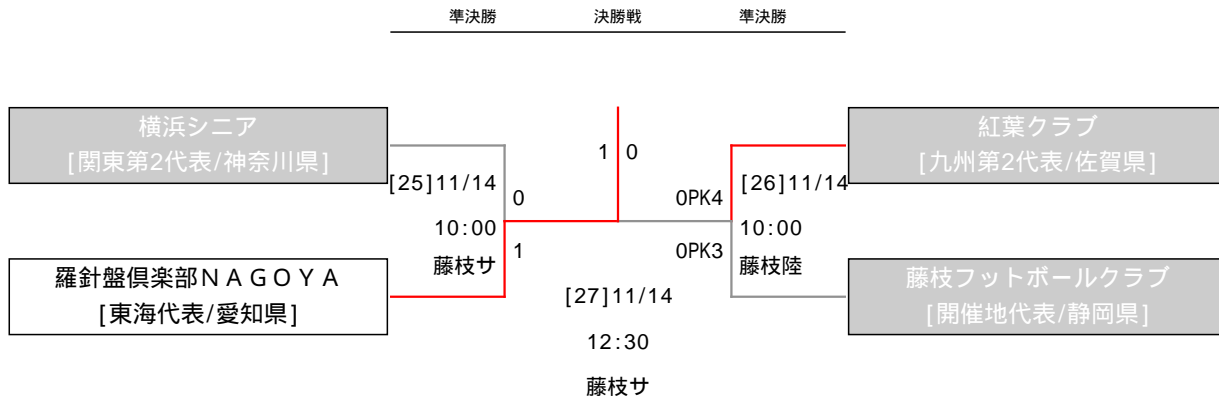 準決勝 決勝戦 準決勝
横浜シニア
[関東第2代表/神奈川県]
紅葉クラブ
[九州第2代表/佐賀県]
1 0
[25]11/14
0
10:00
1
藤枝サ
0PK4
[26]11/14
10:00
0PK3
藤枝陸
羅針盤倶楽部ＮＡＧＯＹＡ
[東海代表/愛知県]
藤枝フットボールクラブ
[開催地代表/静岡県]
[27]11/14
12:30
藤枝サ